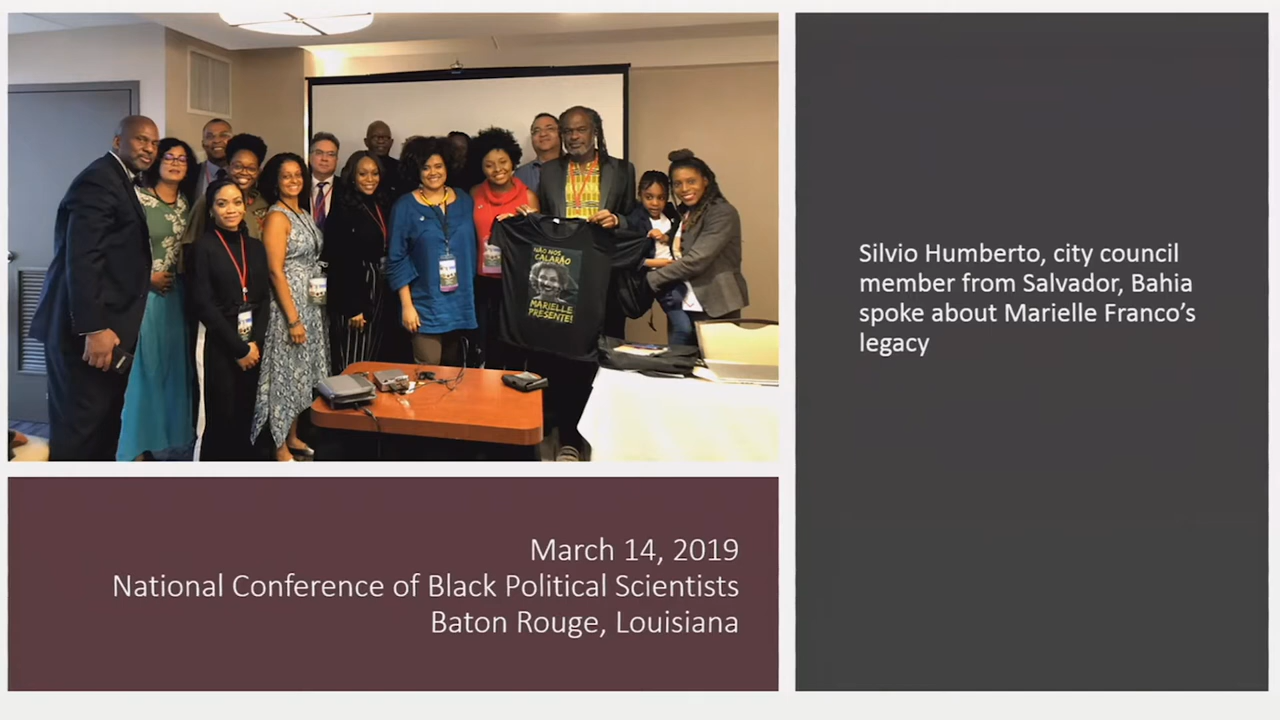 NÃO NOS
CALARÃO
MARIELLE
PRESENTE!
Silvio Humberto, city council
member from Salvador, Bahia
spoke about Marielle Franco’s
legacy
March 14, 2019
National Conference of Black Political Scientists
Baton Rouge, Louisiana